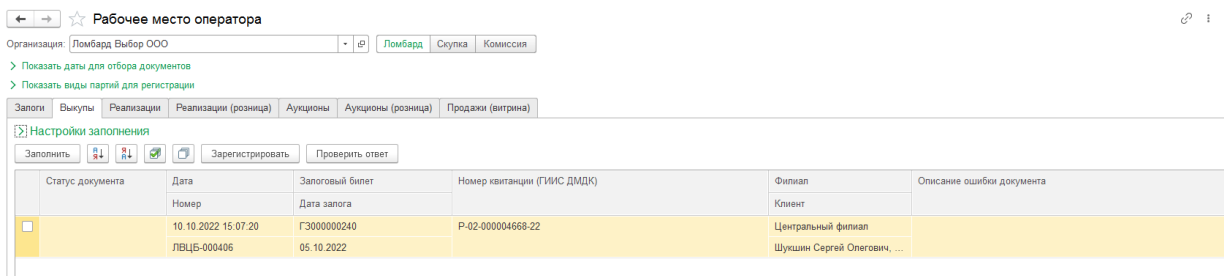 Рабочее место оператора
Организация: Ломбард Выбор ООО Ломбард Скупка Комиссия
Показать даты для отбора документов
Показать виды партий для регистрации
Залоги Выкупы Реализации Реализации (розница) Аукционы Аукционы (розница) Продажи (витрина)
Настройки заполнения
Заполнить Зарегистрировать Проверить ответ
Статус документа Дата Залоговый билет Номер квитанции (ГИИС ДМДК) Филиал Описание ошибки документа
Номер Дата залога Клиент
10.10.2022 15:07:20 ГЗ000000240 Р-02-000004668-22 Центральный филиал
ЛВЦБ-000406 05.10.2022 Шукшин Сергей Олегович, ...